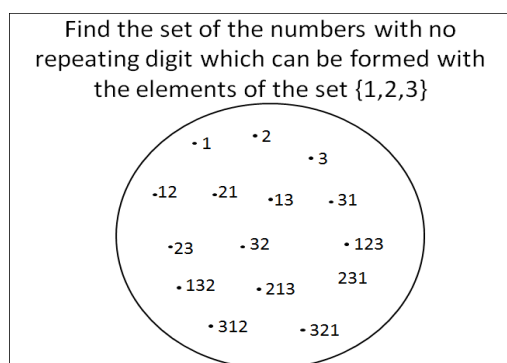 Find the set of the numbers with no
repeating digit which can be formed with
the elements of the set {1,2,3}
1 2
3
12 21 13 31
23 32 123
132 213 231
312 321